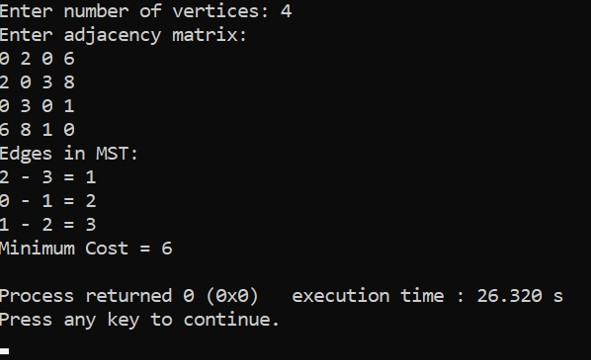 Enter number of vertices: 4
Enter adjacency matrix:
0 2 0 6
2 0 3 8
0 3 0 1
6 8 1 0
Edges in MST:
2 - 3 = 1
0 - 1 = 2
1 - 2 = 3
Minimum Cost = 6
Process returned 0 (0x0)   execution time : 26.320 s
Press any key to continue.